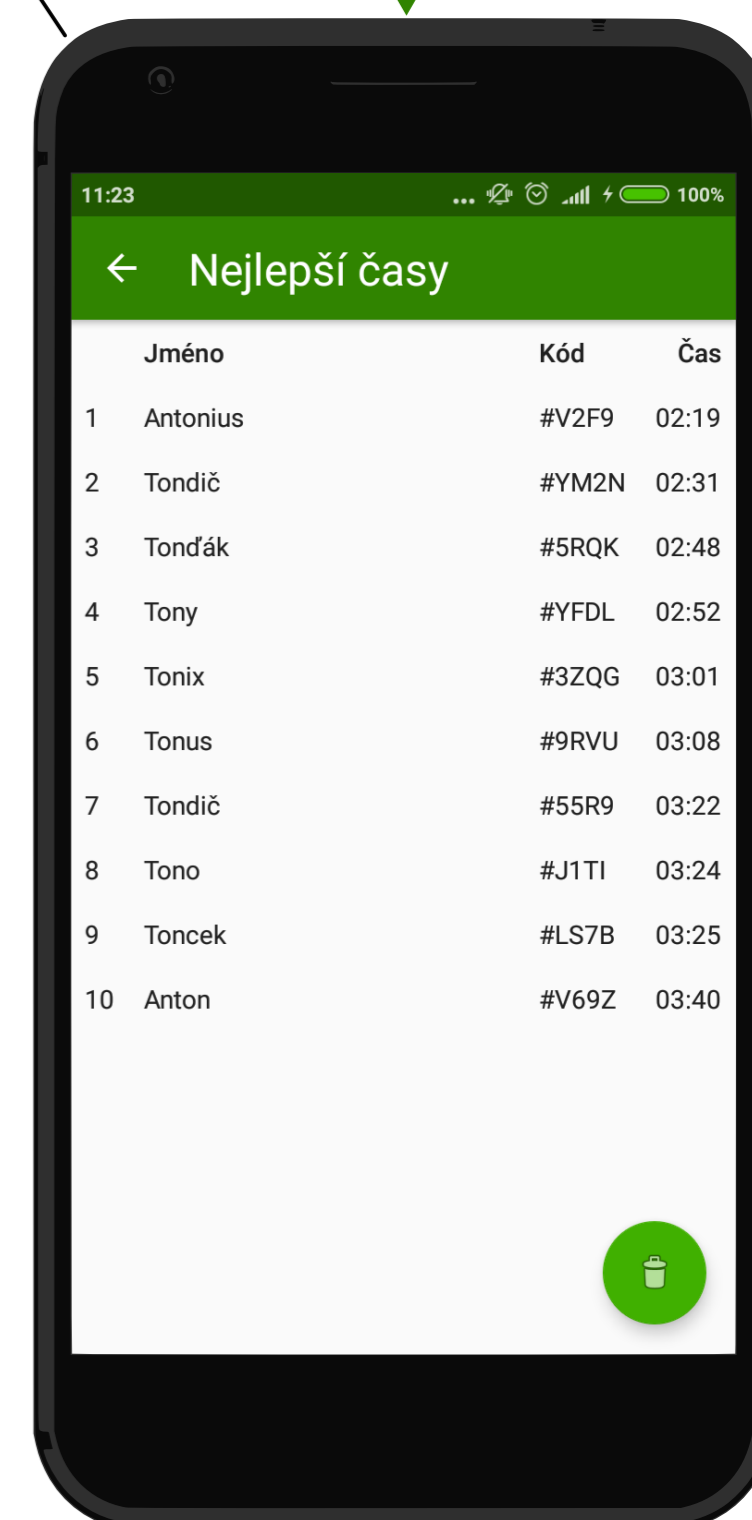 11:23 ... 100%
Nejlepší časy
Jméno Kód Čas
1 Antonius #V2F9 02:19
2 Tondič #YM2N 02:31
3 Tonďák #5RQK 02:48
4 Tony #YFDL 02:52
5 Tonix #3ZQG 03:01
6 Tonus #9RVU 03:08
7 Tondič #55R9 03:22
8 Tono #J1TI 03:24
9 Toncek #LS7B 03:25
10 Anton #V69Z 03:40